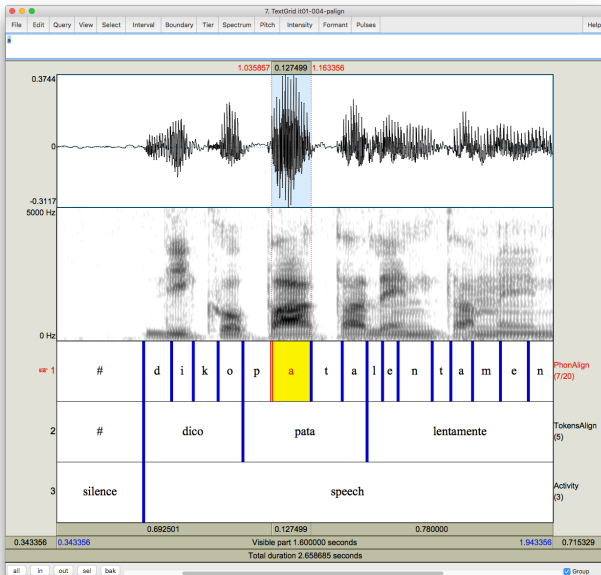 7. TextGrid it01-004-palign
File Edit Query View Select Interval Boundary Tier Spectrum Pitch Intensity Formant Pulses Help
1.035857 0.127499 1.163356
0.3744
0
-0.3117
5000 Hz
0 Hz
1 # d i k o p a t a l e n t a m e n PhonAlign (7/20)
2 # dico pata lentamente TokensAlign (5)
3 silence speech Activity (3)
0.692501 0.127499 0.780000
0.343356 0.343356 Visible part 1.600000 seconds 1.943356 0.715329
Total duration 2.658685 seconds
all in out sel bak Group